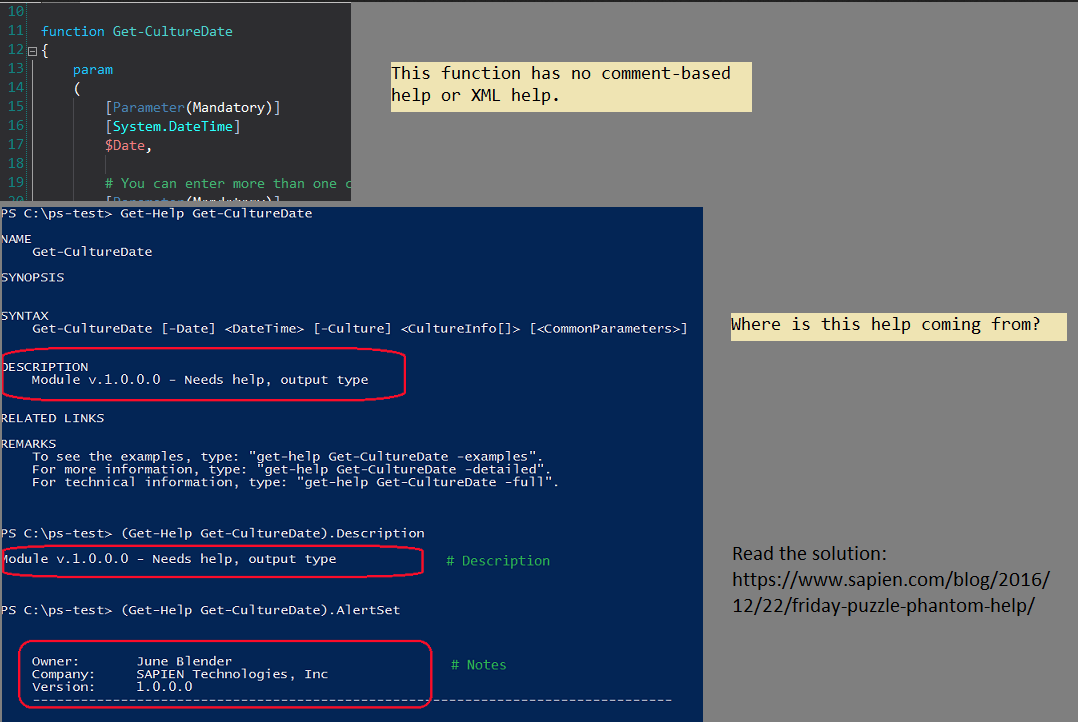 10
11 function Get-CultureDate
12 {
13 param
14 (
15 [Parameter(Mandatory)]
16 [System.DateTime]
17 $Date,
18
19 # You can enter more than one c
20 [Parameter(Mandatory)]
This function has no comment-based
help or XML help.
PS C:\ps-test> Get-Help Get-CultureDate
NAME
Get-CultureDate
SYNOPSIS
SYNTAX
Get-CultureDate [-Date] <DateTime> [-Culture] <CultureInfo[]> [<CommonParameters>]
Where is this help coming from?
DESCRIPTION
Module v.1.0.0.0 - Needs help, output type
RELATED LINKS
REMARKS
To see the examples, type: "get-help Get-CultureDate -examples".
For more information, type: "get-help Get-CultureDate -detailed".
For technical information, type: "get-help Get-CultureDate -full".
PS C:\ps-test> (Get-Help Get-CultureDate).Description
Module v.1.0.0.0 - Needs help, output type
# Description
PS C:\ps-test> (Get-Help Get-CultureDate).AlertSet
Owner: June Blender
Company: SAPIEN Technologies, Inc
Version: 1.0.0.0
--------------------------------------------------------------------------------
# Notes
Read the solution:
https://www.sapien.com/blog/2016/
12/22/friday-puzzle-phantom-help/